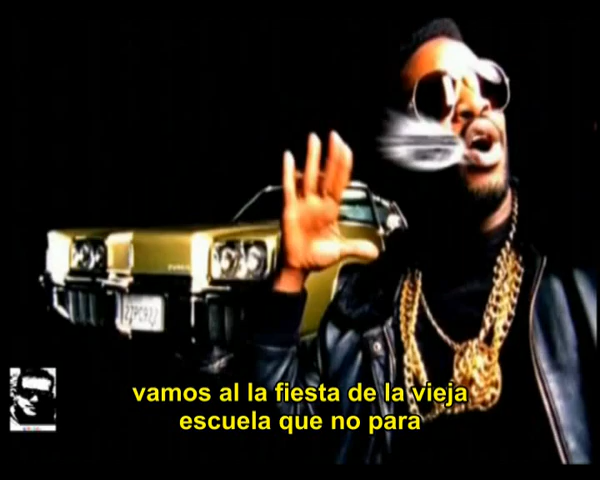 vamos al la fiesta de la vieja
escuela que no para